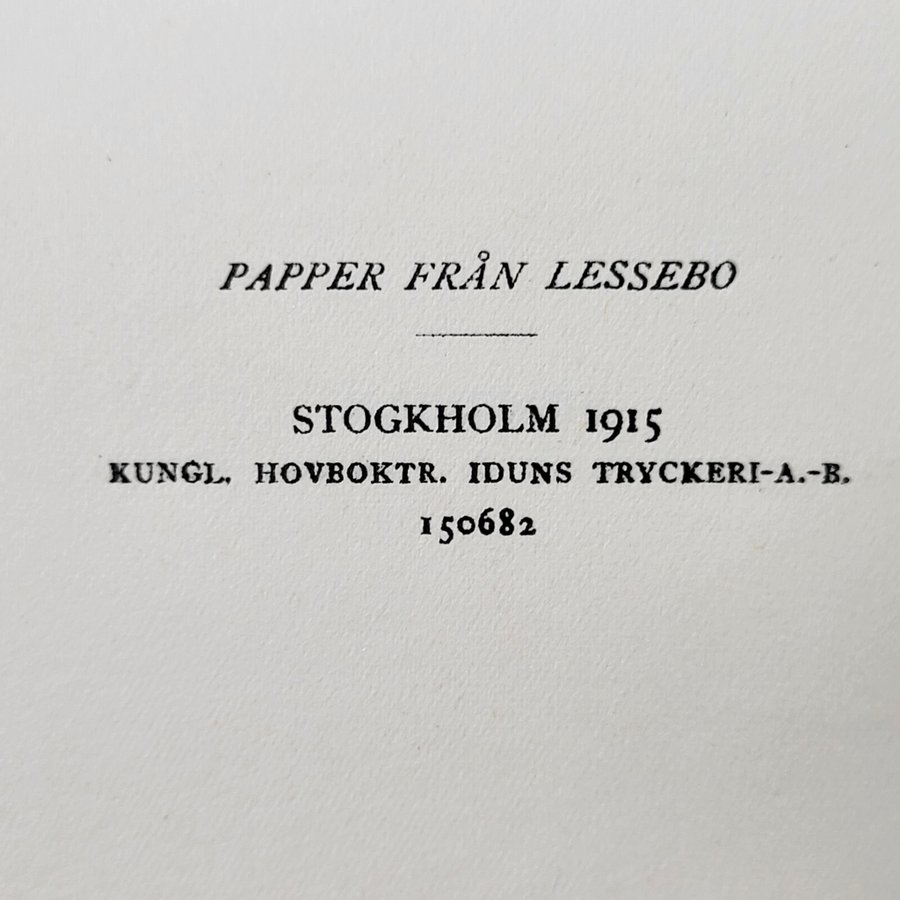 PAPPER FRÅN LESSEBO
STOGKHOLM 1915
KUNGL. HOVBOKTR. IDUNS TRYCKERI-A.-B.
150682